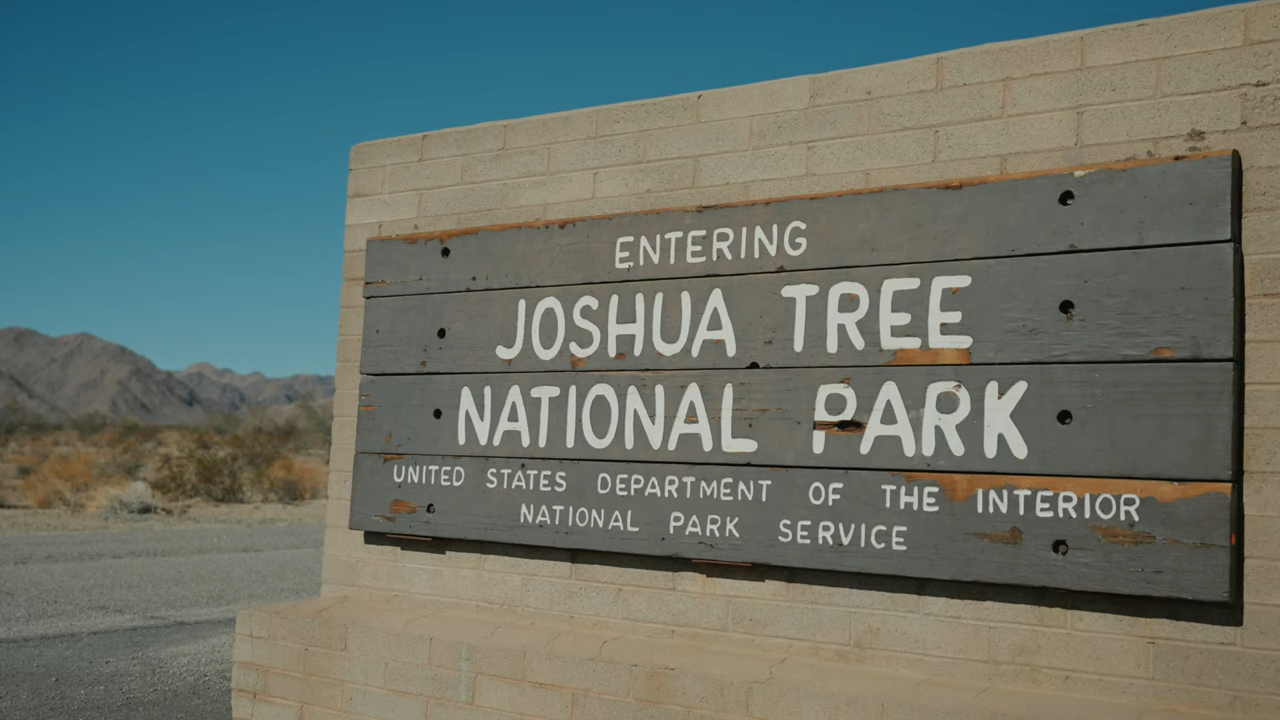 ENTERING
JOSHUA TREE
NATIONAL PARK
UNITED STATES DEPARTMENT OF THE INTERIOR
NATIONAL PARK SERVICE